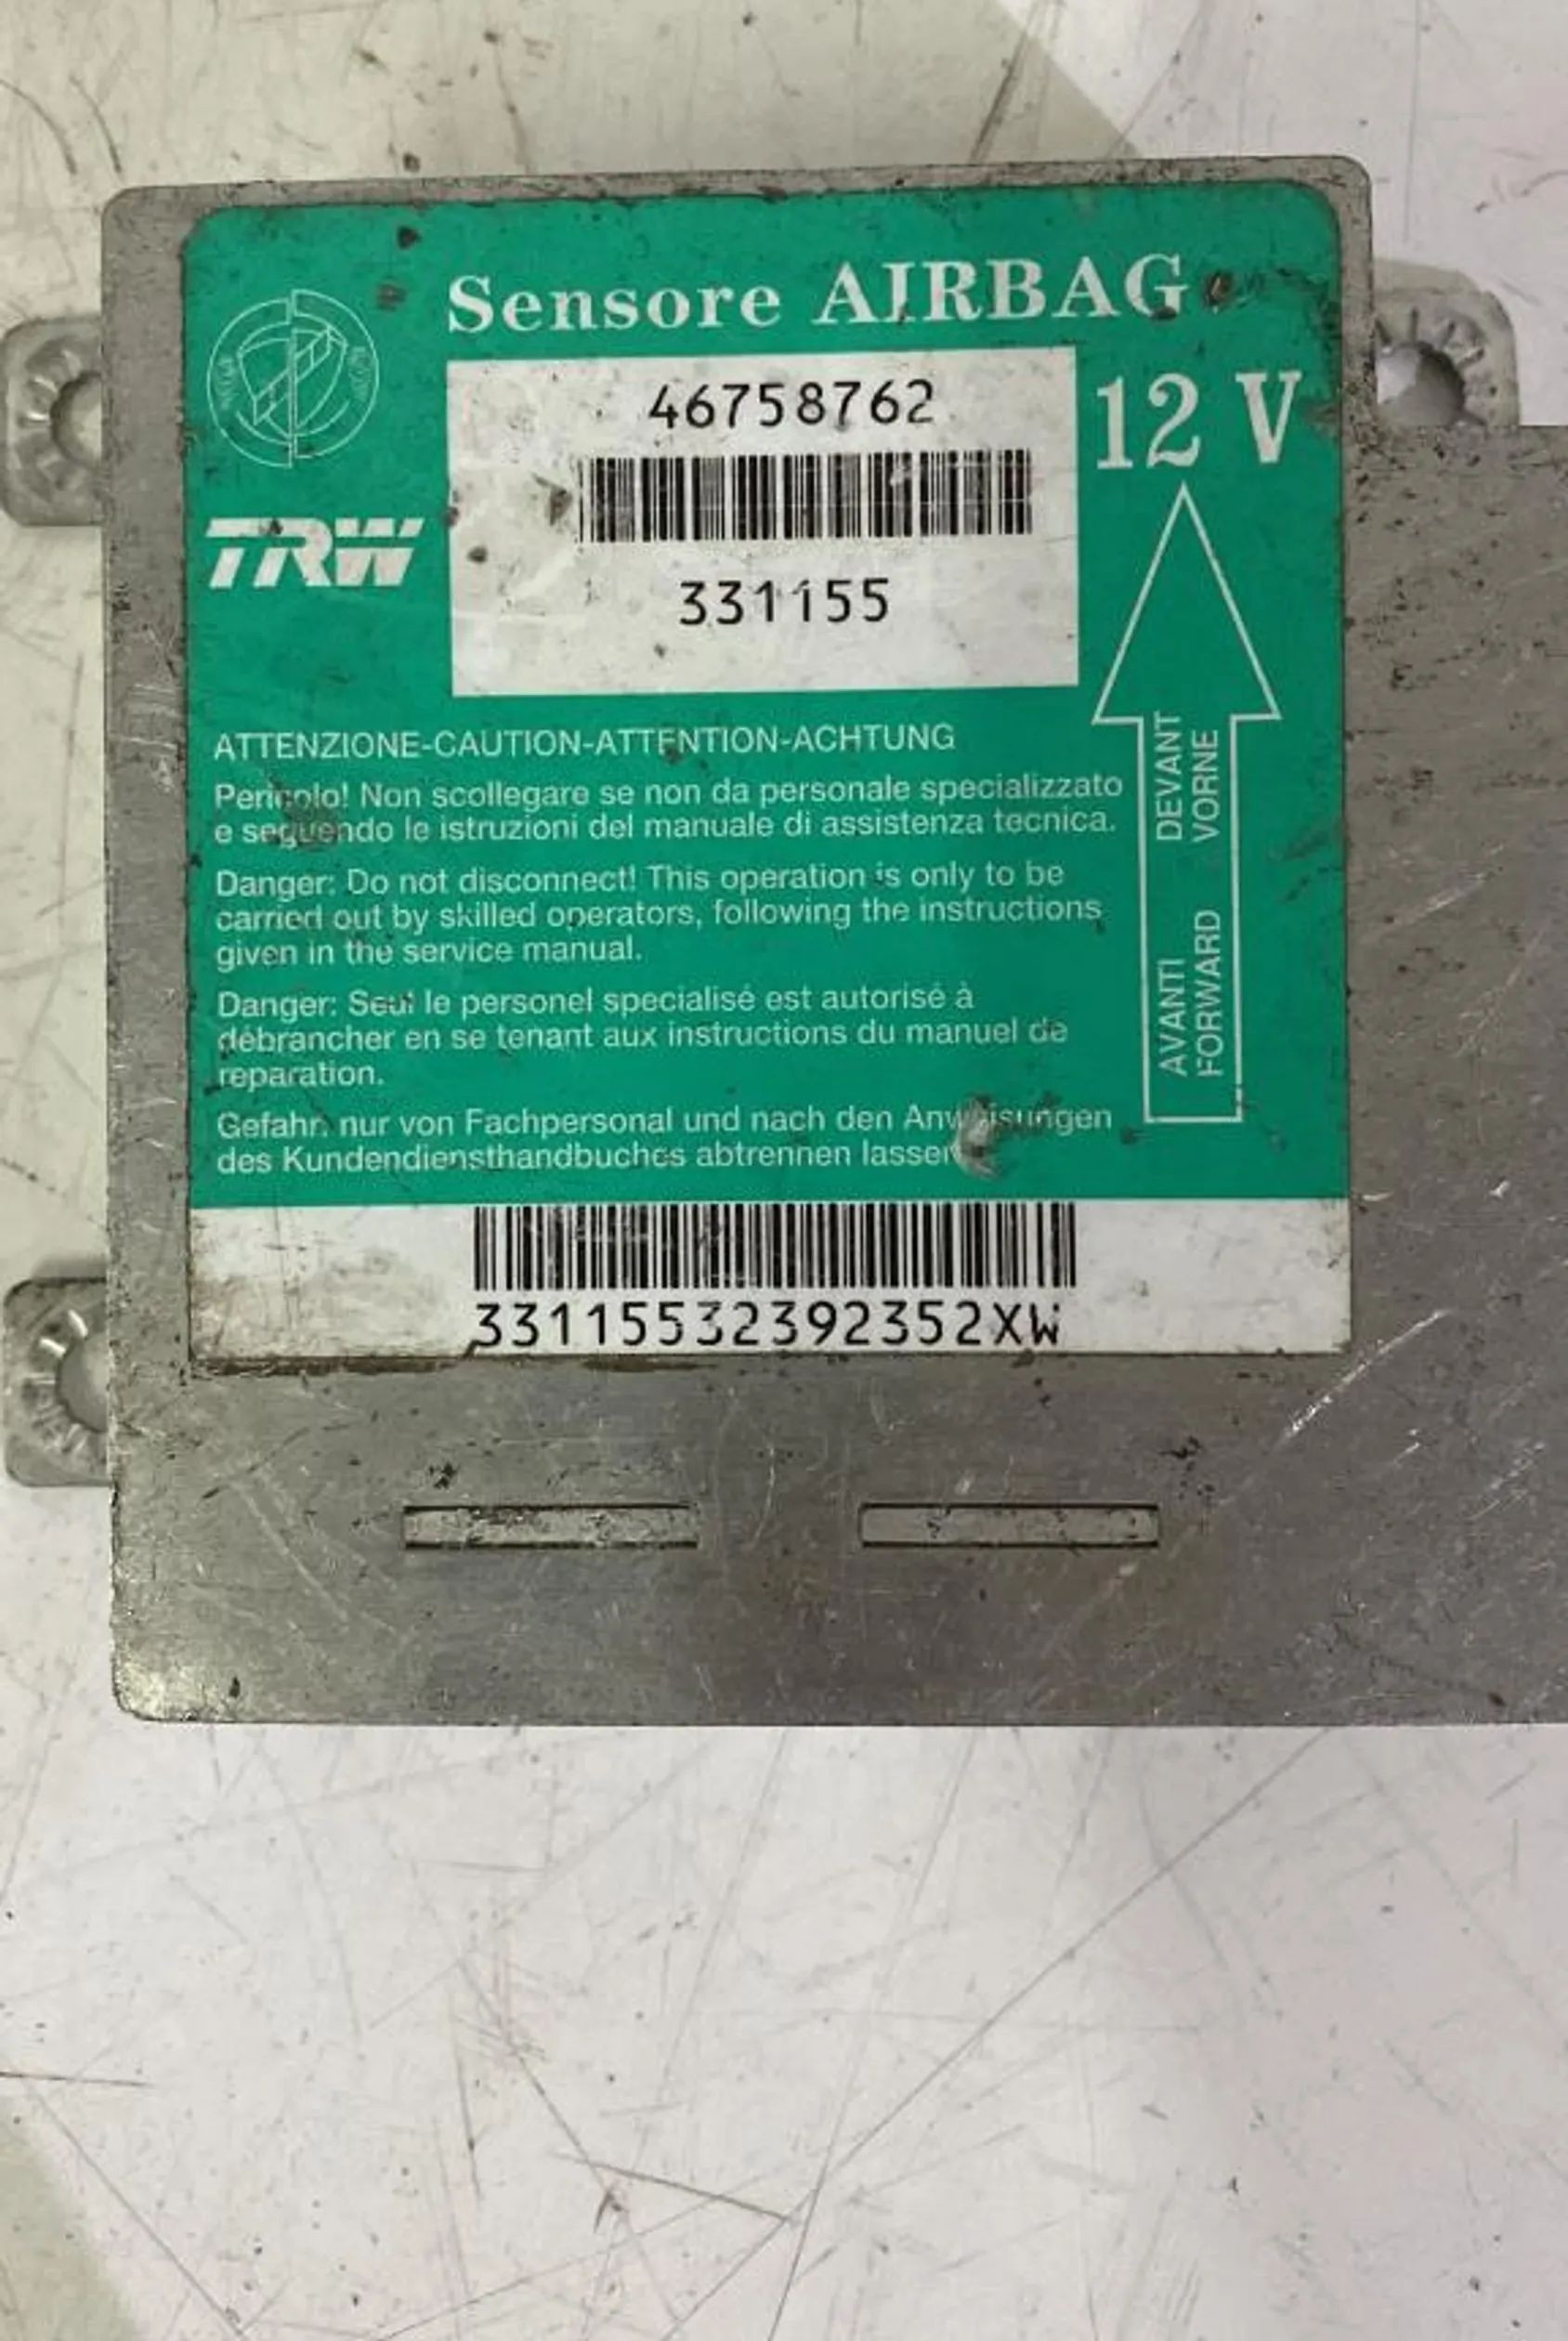 Sensore AIRBAG
46758762
12 V
TRW
331155
ATTENZIONE-CAUTION-ATTENTION-ACHTUNG
Pericolo! Non scollegare se non da personale specializzato
e seguendo le istruzioni del manuale di assistenza tecnica.
Danger: Do not disconnect! This operation is only to be
carried out by skilled operators, following the instructions
given in the service manual.
Danger: Seul le personel specialisé est autorisé à
débrancher en se tenant aux instructions du manuel de
reparation.
Gefahr: nur von Fachpersonal und nach den Anweisungen
des Kundendiensthandbuches abtrennen lassen
AVANTI DEVANT
FORWARD VORNE
33115532392352XW